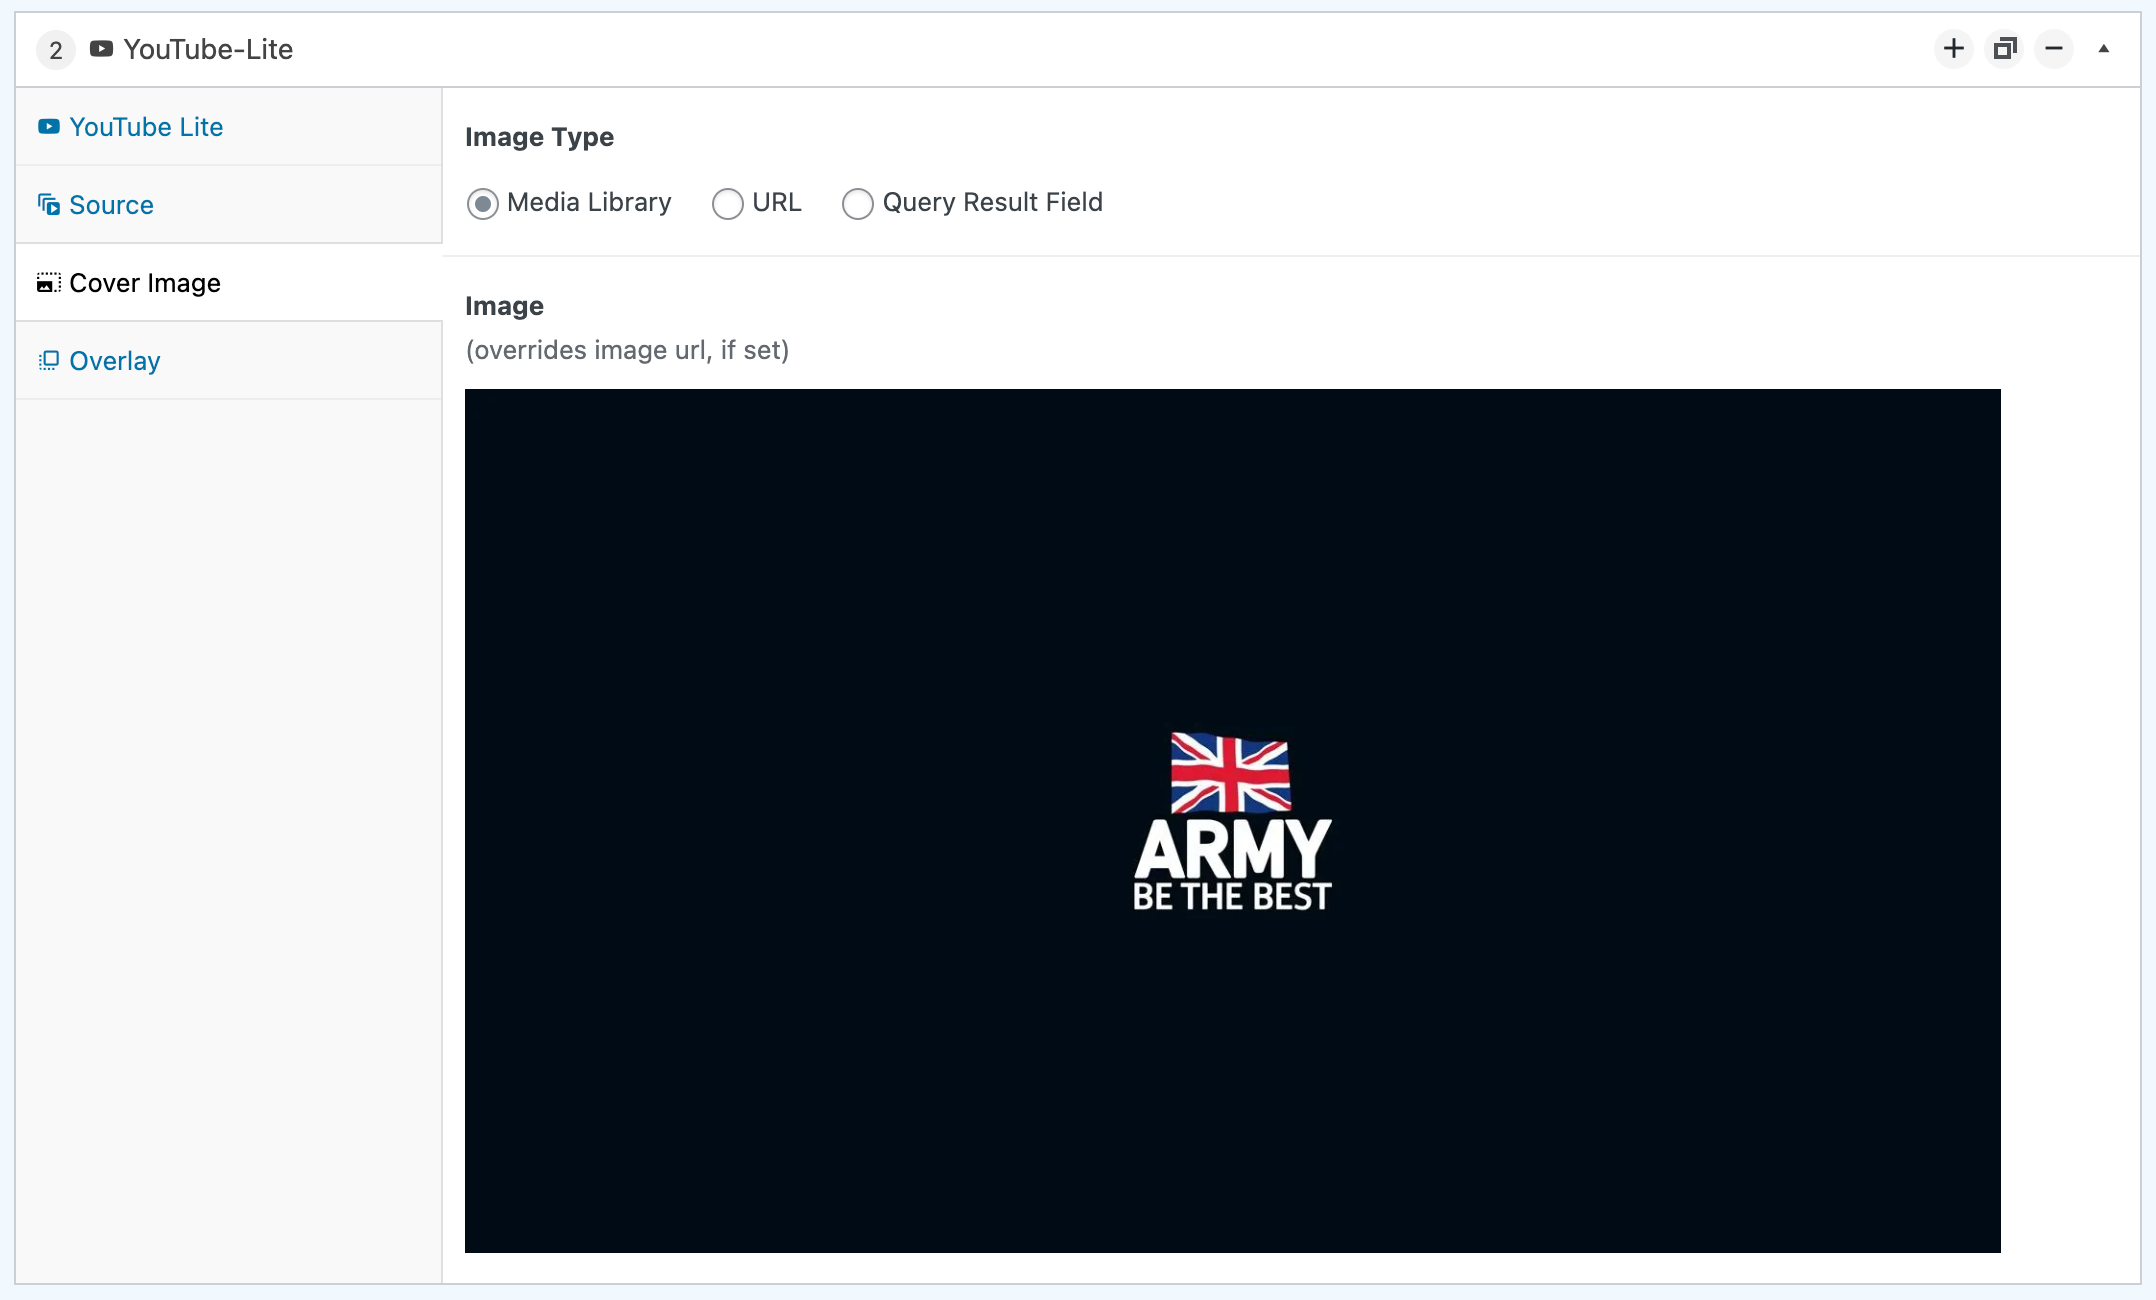 2 YouTube-Lite
YouTube Lite
Source
Cover Image
Overlay
Image Type
Media Library URL Query Result Field
Image
(overrides image url, if set)
ARMY
BE THE BEST